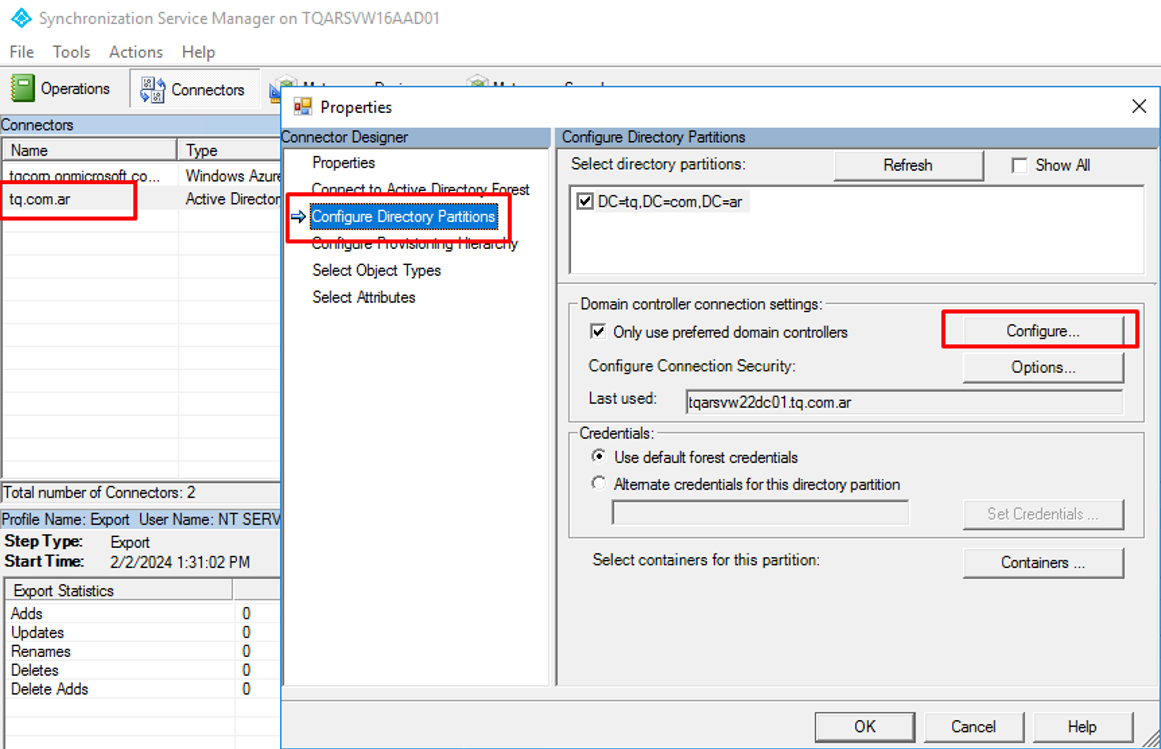 Synchronization Service Manager on TQARSVW16AAD01
File Tools Actions Help
Operations Connectors
Properties
Connectors
Name Type
tqcorp.onmicrosoft.co... Windows Azure
tq.com.ar Active Director
Total number of Connectors: 2
Profile Name: Export User Name: NT SERV
Step Type: Export
Start Time: 2/2/2024 1:31:02 PM
Export Statistics
Adds 0
Updates 0
Renames 0
Deletes 0
Delete Adds 0
Connector Designer
Properties
Connect to Active Directory Forest
Configure Directory Partitions
Configure Provisioning Hierarchy
Select Object Types
Select Attributes
Configure Directory Partitions
Select directory partitions: Refresh Show All
DC=tq,DC=com,DC=ar
Domain controller connection settings:
Only use preferred domain controllers Configure...
Configure Connection Security: Options...
Last used: tqarsvw22dc01.tq.com.ar
Credentials:
Use default forest credentials
Alternate credentials for this directory partition
Set Credentials ...
Select containers for this partition: Containers ...
OK Cancel Help